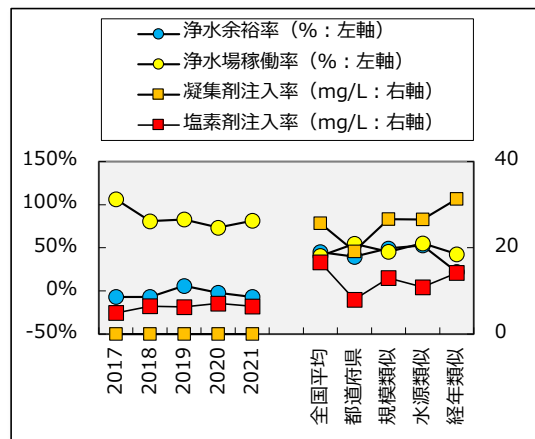 浄水余裕率（%：左軸）
浄水場稼働率（%：左軸）
凝集剤注入率（mg/L：右軸）
塩素剤注入率（mg/L：右軸）
150%
100%
50%
0%
-50%
40
20
0
2017
2018
2019
2020
2021
全国平均
都道府県
規模類似
水源類似
経年類似